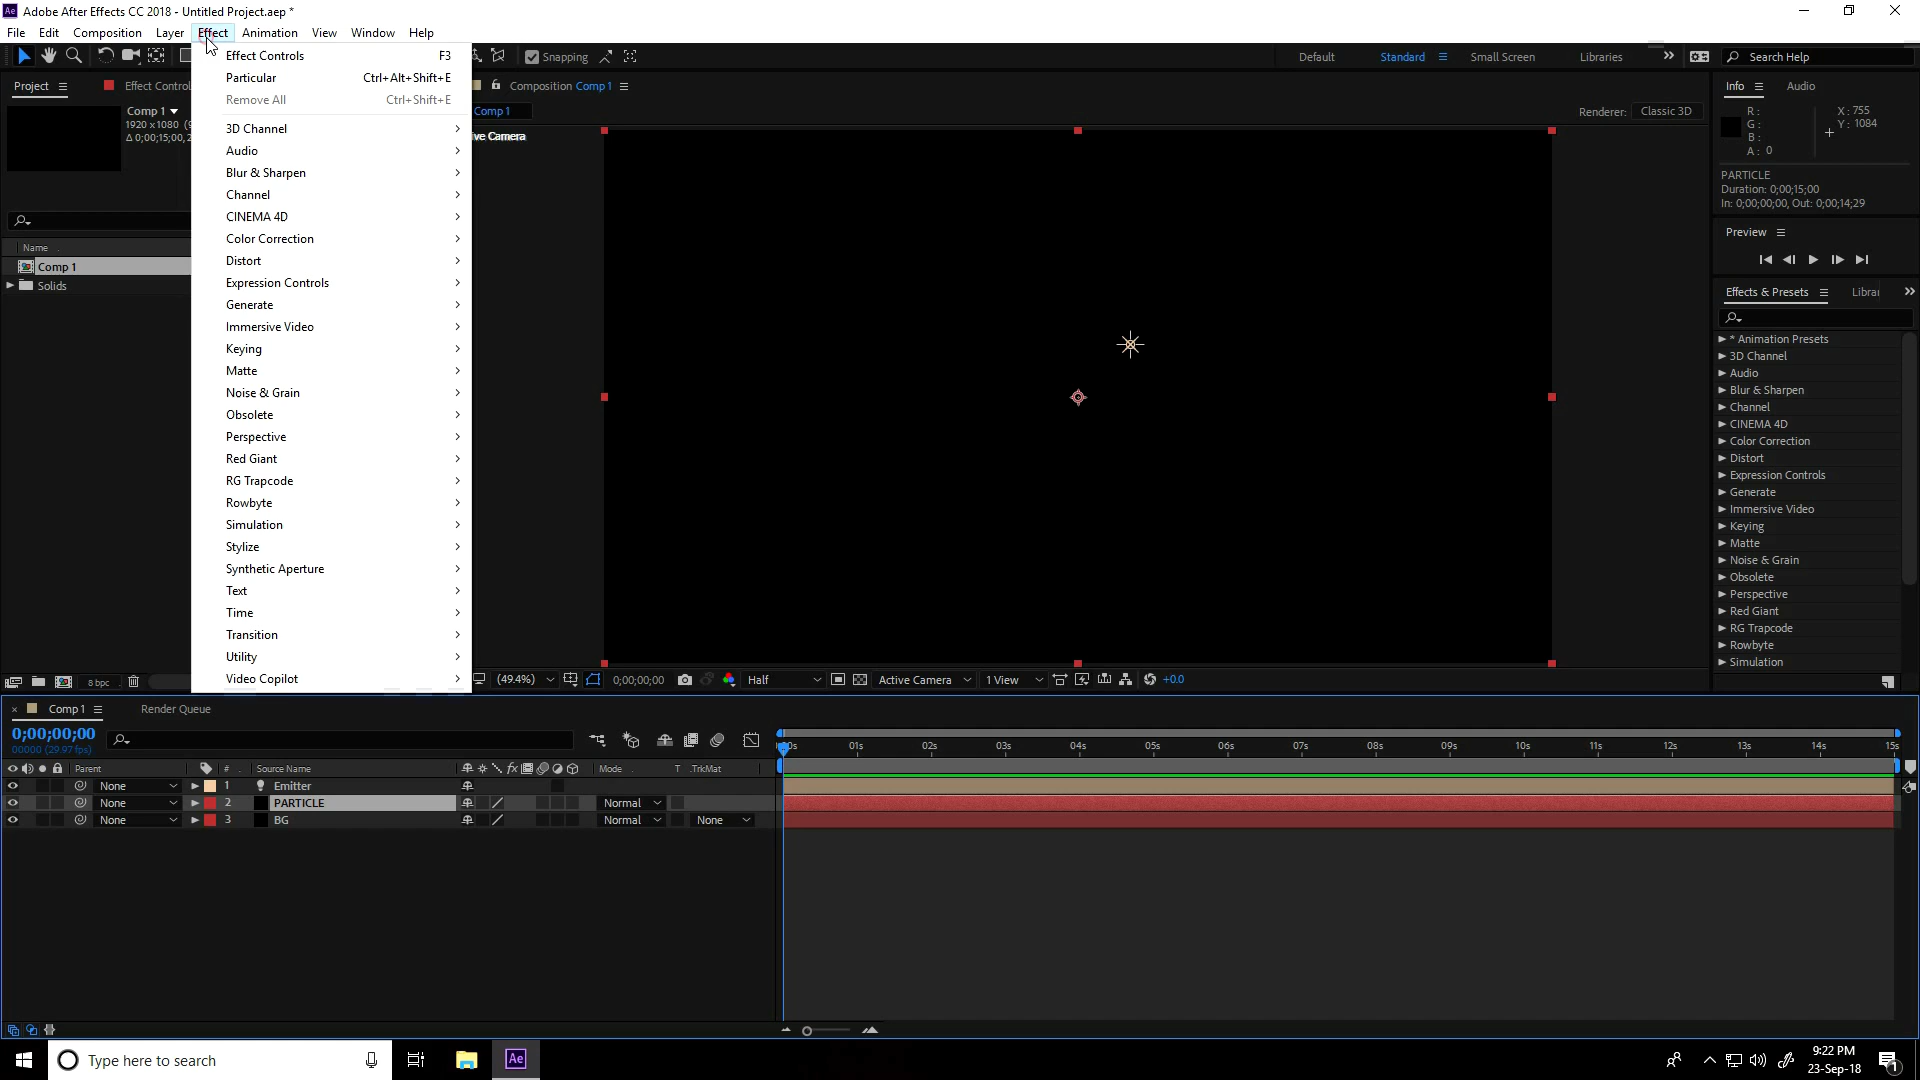 Adobe After Effects CC 2018 - Untitled Project.aep *
File Edit Composition Layer Effect Animation View Window Help
Snapping
Default Standard Small Screen Libraries Search Help
Project
Effect Control
Composition Comp 1
Comp 1
1920 x 1080
Δ 0;00;15;00,
Comp 1
Renderer: Classic 3D
ive Camera
Name
Comp 1
Solids
8 bpc
Effect Controls F3
Particular Ctrl+Alt+Shift+E
Remove All Ctrl+Shift+E
3D Channel
Audio
Blur & Sharpen
Channel
CINEMA 4D
Color Correction
Distort
Expression Controls
Generate
Immersive Video
Keying
Matte
Noise & Grain
Obsolete
Perspective
Red Giant
RG Trapcode
Rowbyte
Simulation
Stylize
Synthetic Aperture
Text
Time
Transition
Utility
Video Copilot
(49.4%) 0;00;00;00 Half Active Camera 1 View +0.0
Info Audio
R : X : 755
G : Y : 1084
B :
A : 0
PARTICLE
Duration: 0;00;15;00
In: 0;00;00;00, Out: 0;00;14;29
Preview
Effects & Presets Librar
* Animation Presets
3D Channel
Audio
Blur & Sharpen
Channel
CINEMA 4D
Color Correction
Distort
Expression Controls
Generate
Immersive Video
Keying
Matte
Noise & Grain
Obsolete
Perspective
Red Giant
RG Trapcode
Rowbyte
Simulation
Comp 1 Render Queue
0;00;00;00
00000 (29.97 fps)
Parent # Source Name fx Mode T .TrkMat
None 1 Emitter
None 2 PARTICLE Normal
None 3 BG Normal None
00s 01s 02s 03s 04s 05s 06s 07s 08s 09s 10s 11s 12s 13s 14s 15s
Type here to search
Ae
9:22 PM
23-Sep-18
1